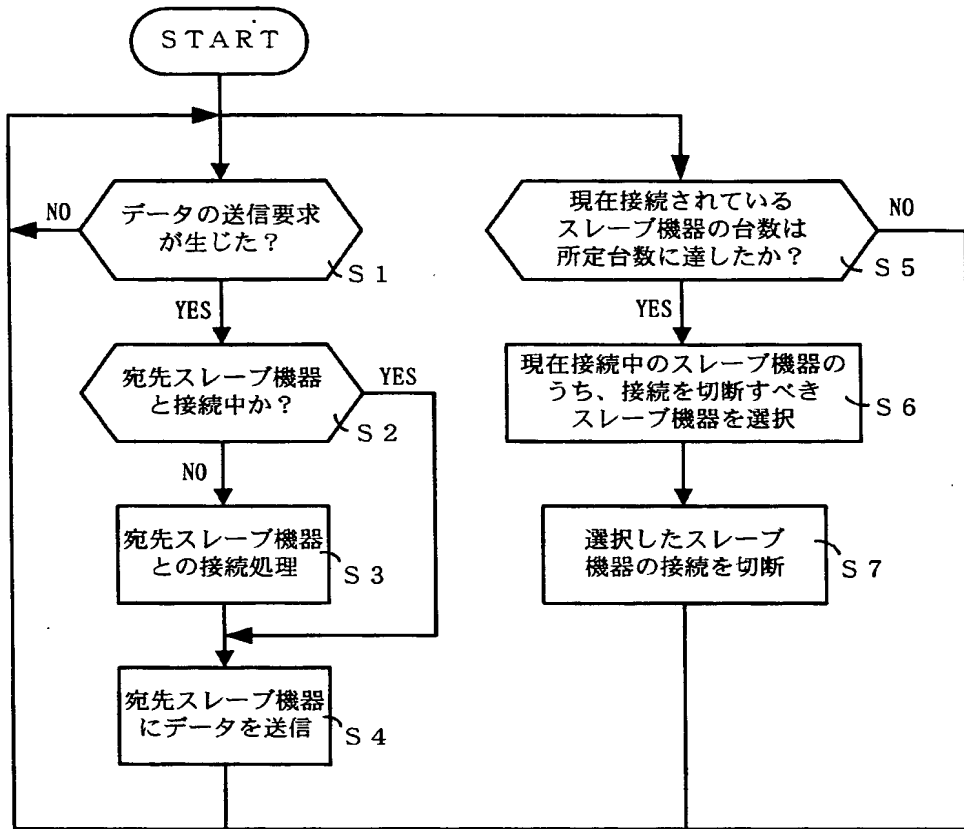 START
NO
データの送信要求
が生じた?
S1
YES
宛先スレーブ機器
と接続中か?
YES
S2
NO
宛先スレーブ機器
との接続処理
S3
宛先スレーブ機器
にデータを送信
S4
現在接続されている
スレーブ機器の台数は
所定台数に達したか?
NO
S5
YES
現在接続中のスレーブ機器の
うち、接続を切断すべき
スレーブ機器を選択
S6
選択したスレーブ
機器の接続を切断
S7